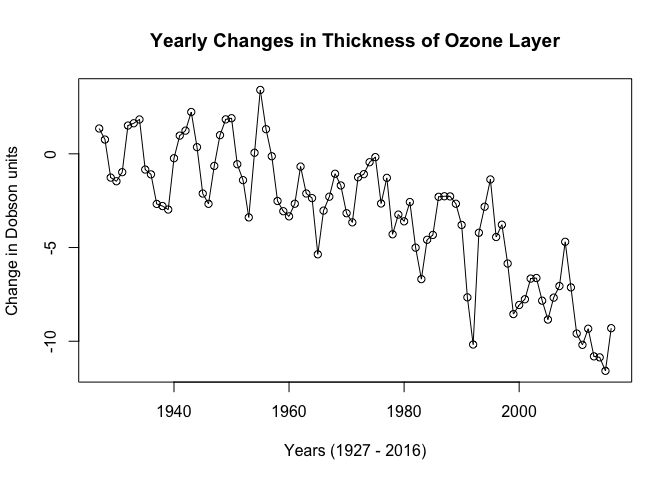 Yearly Changes in Thickness of Ozone Layer
Change in Dobson units
0
-5
-10
1940 1960 1980 2000
Years (1927 - 2016)